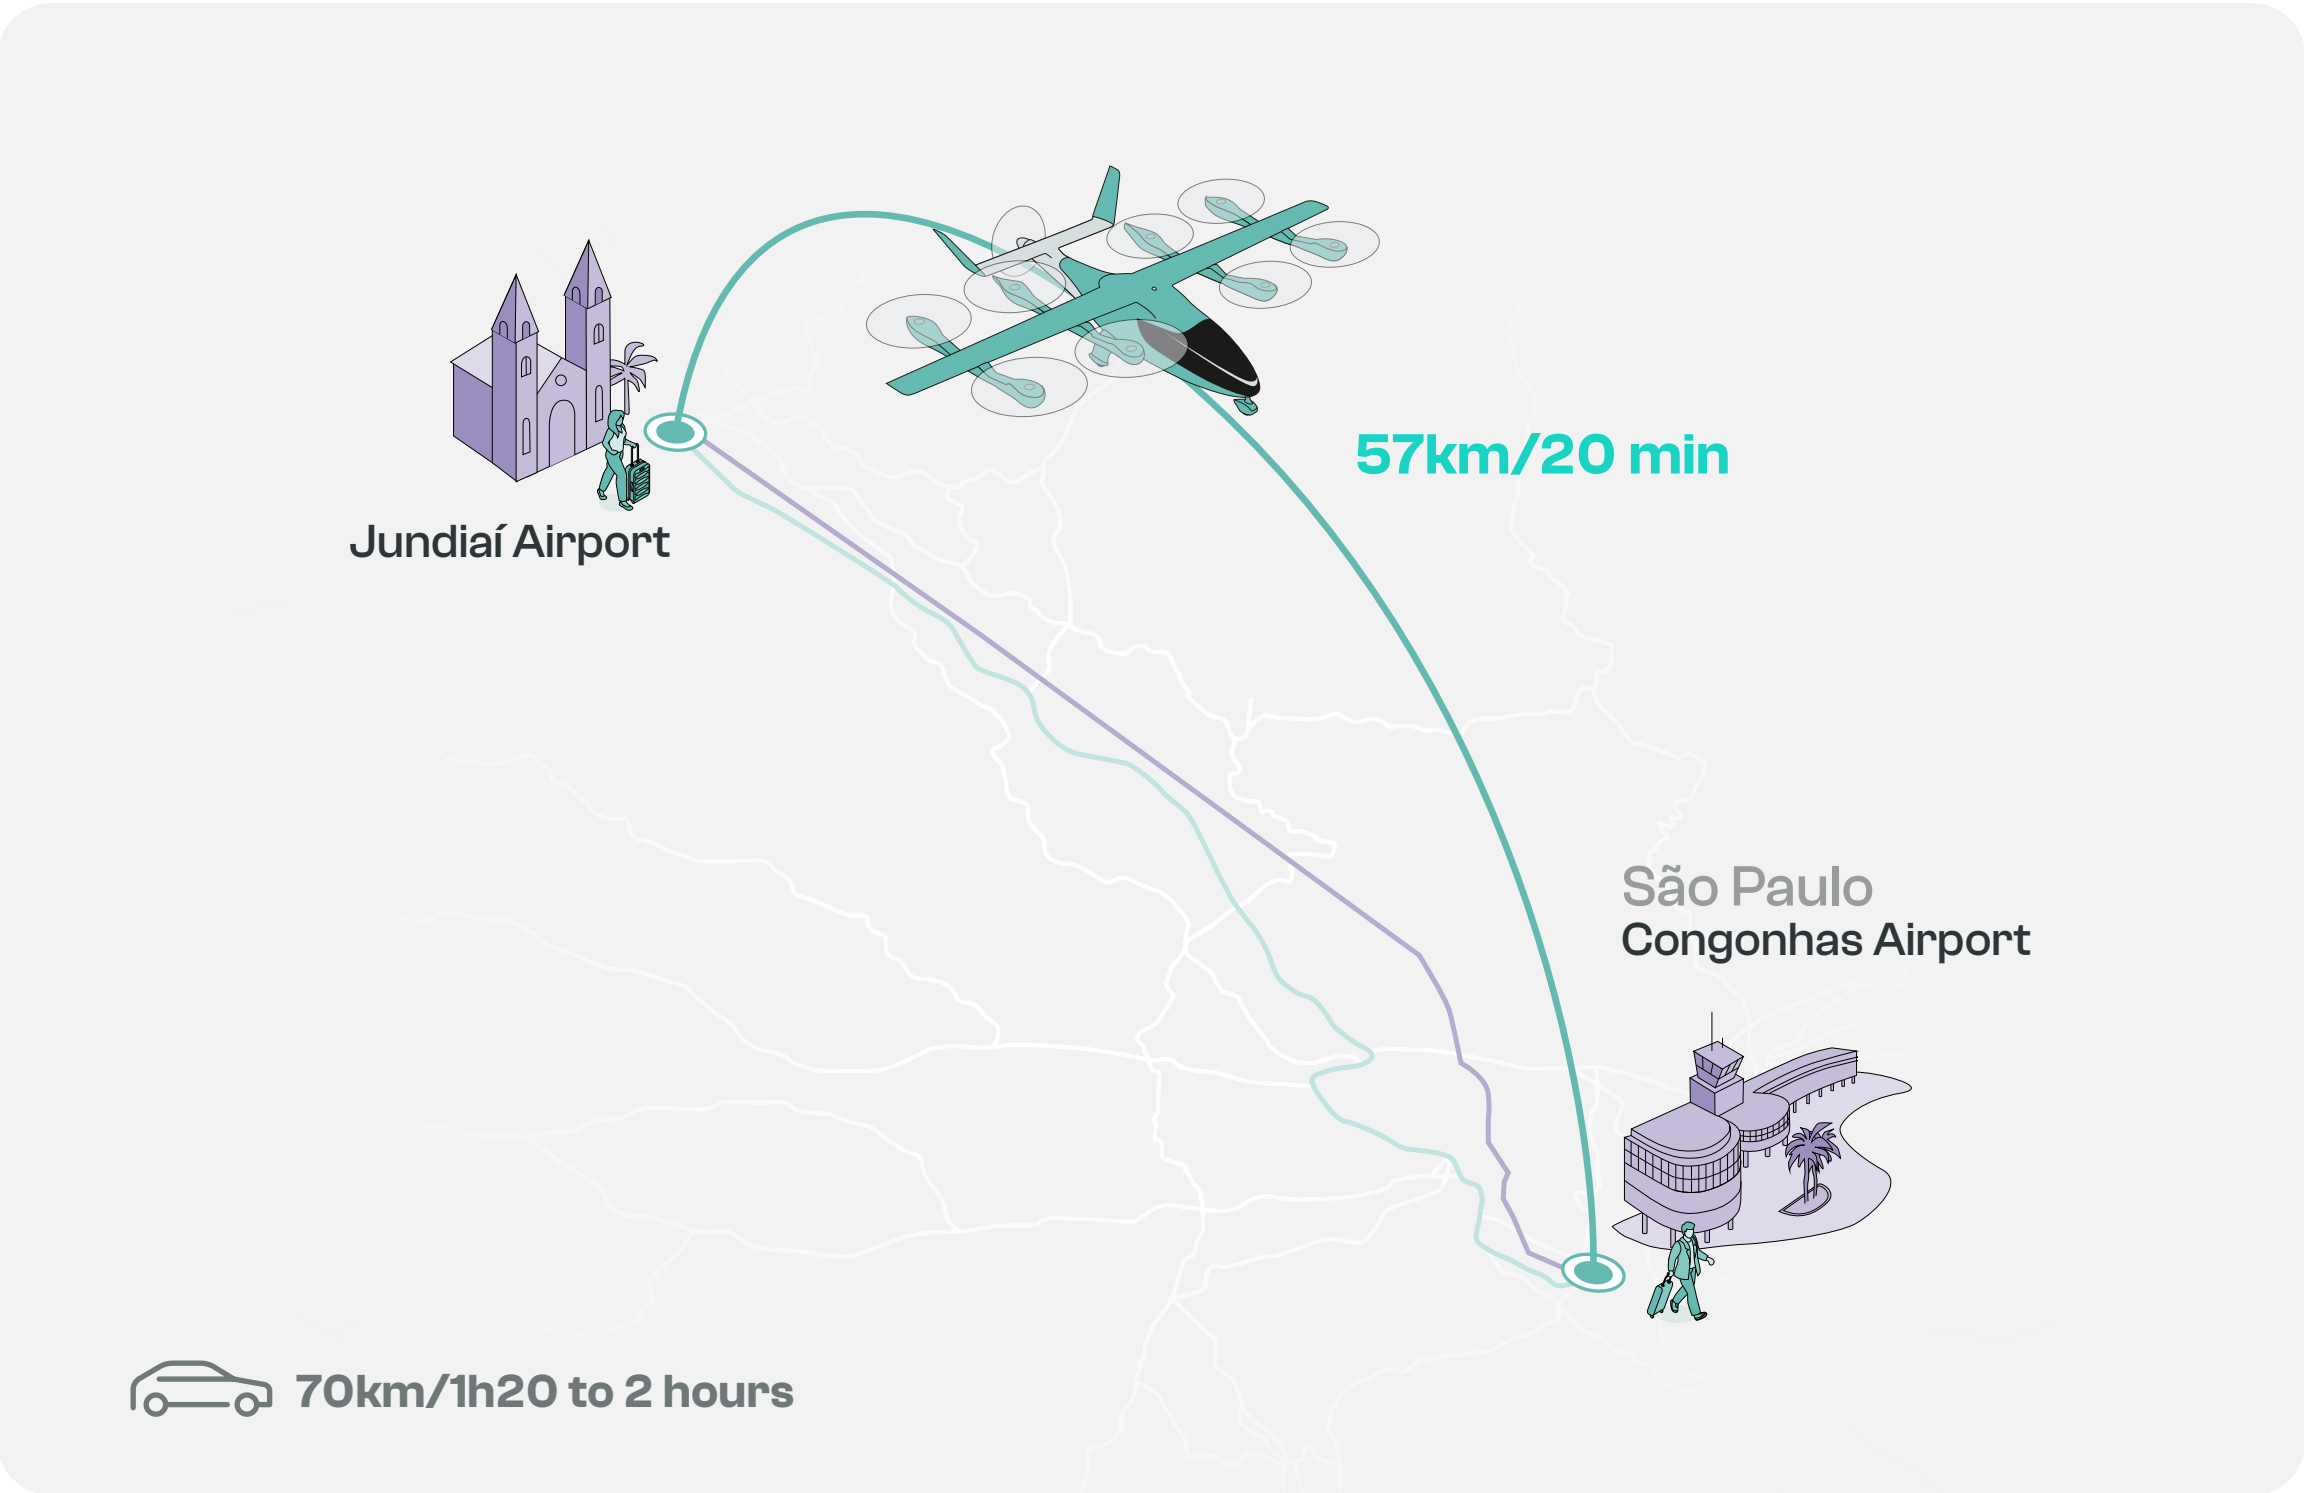 57km/20 min
Jundiaí Airport
São Paulo
Congonhas Airport
70km/1h20 to 2 hours